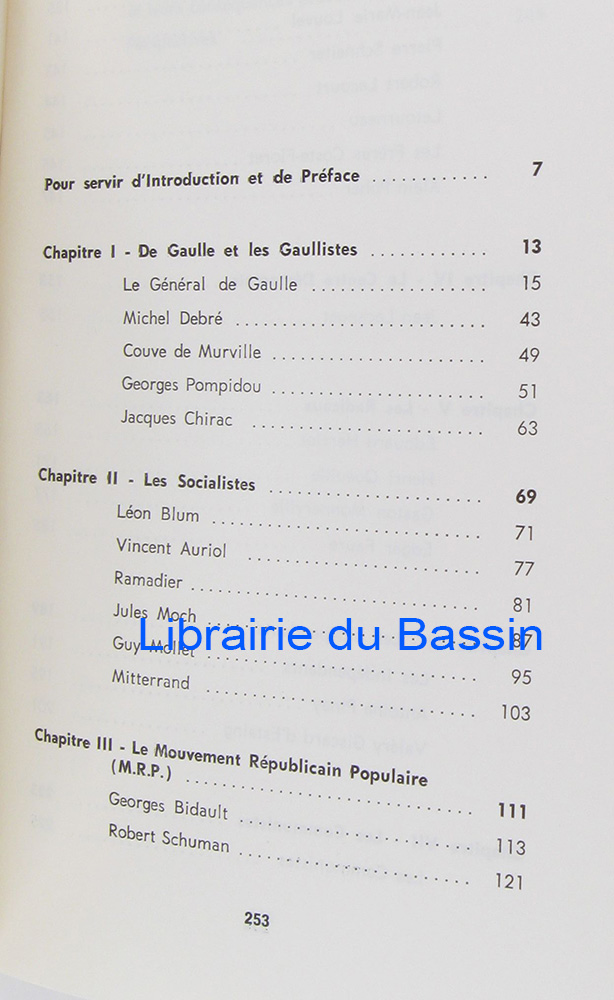 Pour servir d'Introduction et de Préface ............ 7
Chapitre I - De Gaulle et les Gaullistes ............ 13
Le Général de Gaulle ............ 15
Michel Debré ............ 43
Couve de Murville ............ 49
Georges Pompidou ............ 51
Jacques Chirac ............ 63
Chapitre II - Les Socialistes ............ 69
Léon Blum ............ 71
Vincent Auriol ............ 77
Ramadier ............ 81
Jules Moch ............ 87
Librairie du Bassin
Guy Mollet ............ 95
Mitterrand ............ 103
Chapitre III - Le Mouvement Républicain Populaire
(M.R.P.) ............ 111
Georges Bidault ............ 113
Robert Schuman ............ 121
253